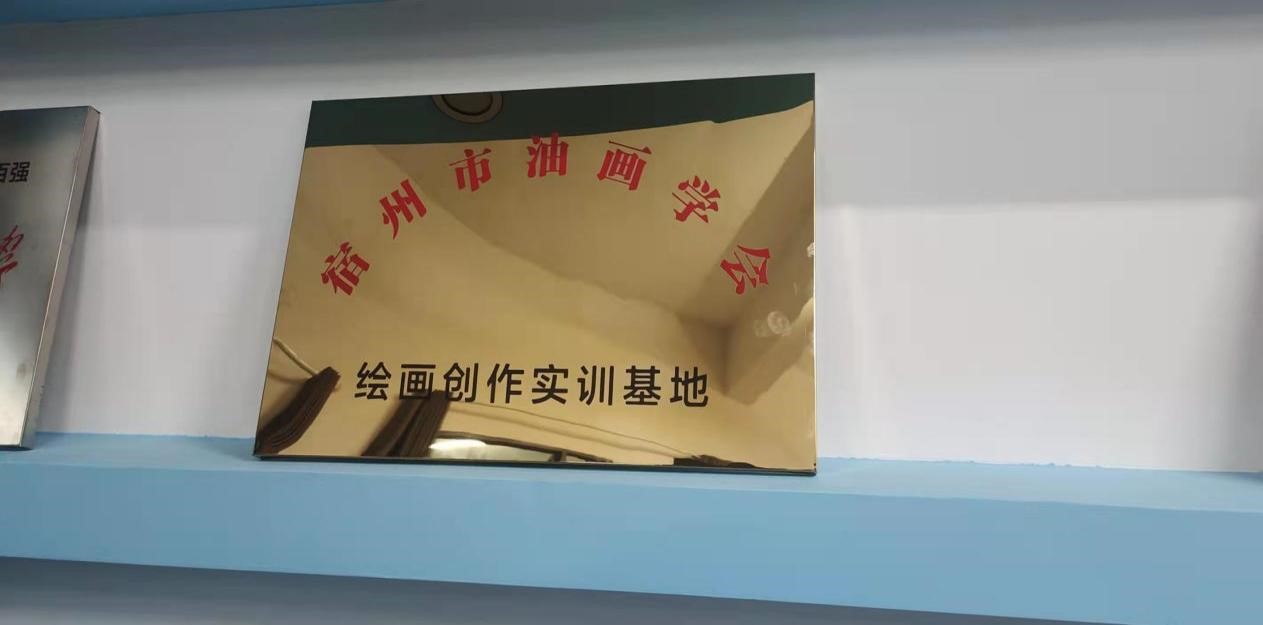 百强
宿州市油画学会
绘画创作实训基地